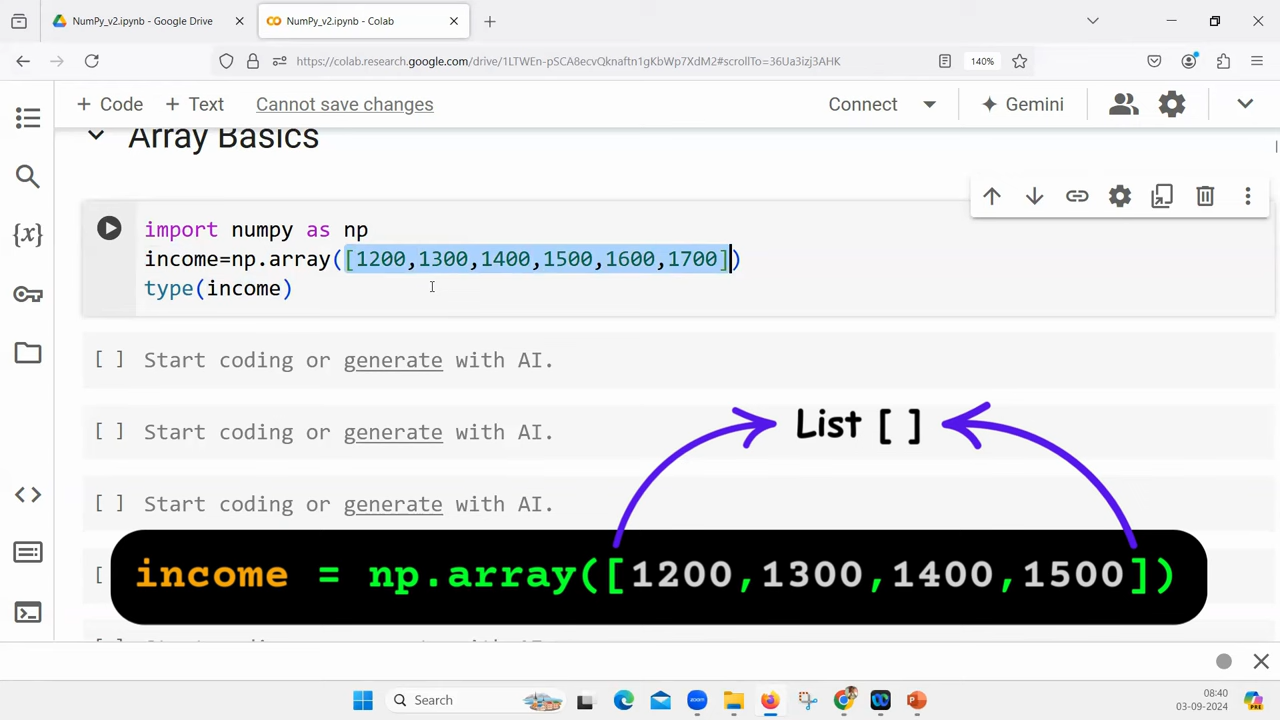 NumPy_v2.ipynb - Google Drive
NumPy_v2.ipynb - Colab
https://colab.research.google.com/drive/1LTWEn-pSCA8ecvQknaftn1gKbWp7XdM2#scrollTo=36Ua3izj3AHK
140%
+ Code + Text Cannot save changes
Connect
Gemini
Array Basics
import numpy as np
income=np.array([1200,1300,1400,1500,1600,1700])
type(income)
[ ] Start coding or generate with AI.
[ ] Start coding or generate with AI.
List [ ]
[ ] Start coding or generate with AI.
[
income = np.array([1200,1300,1400,1500])
Search
zoom
PRE
08:40
03-09-2024